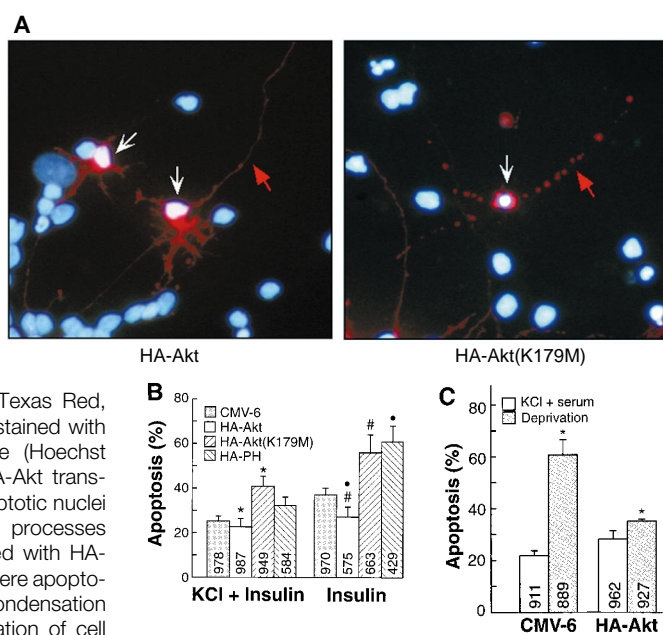 A
HA-Akt
HA-Akt(K179M)
Texas Red,
stained with
e (Hoechst
A-Akt trans-
ptotic nuclei
processes
ed with HA-
ere apopto-
ondensation
ation of cell
B
80
60
40
20
0
Apoptosis (%)
CMV-6
HA-Akt
HA-Akt(K179M)
HA-PH
*
*
#
#
978
987
949
584
970
575
663
429
KCl + Insulin
Insulin
C
80
60
40
20
0
Apoptosis (%)
KCl + serum
Deprivation
*
*
911
889
962
927
CMV-6
HA-Akt